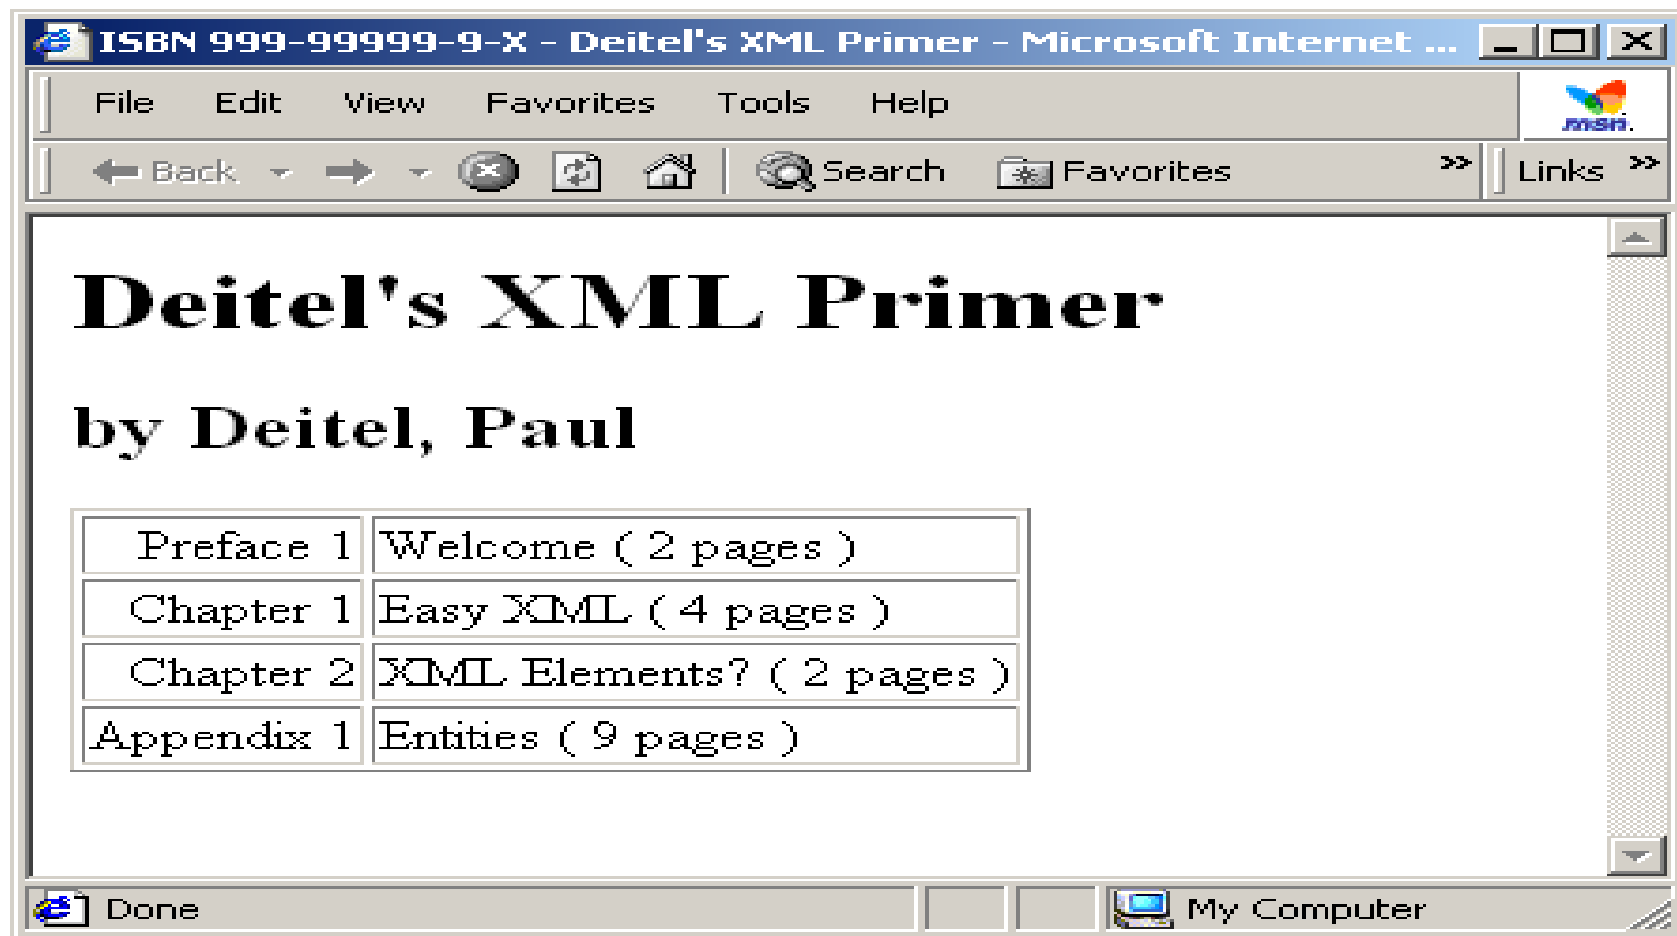 ISBN 999-99999-9-X - Deitel's XML Primer - Microsoft Internet ...
File Edit View Favorites Tools Help
msn.
Back Search Favorites >> Links >>
Deitel's XML Primer
by Deitel, Paul
Preface 1 Welcome ( 2 pages )
Chapter 1 Easy XML ( 4 pages )
Chapter 2 XML Elements? ( 2 pages )
Appendix 1 Entities ( 9 pages )
Done My Computer